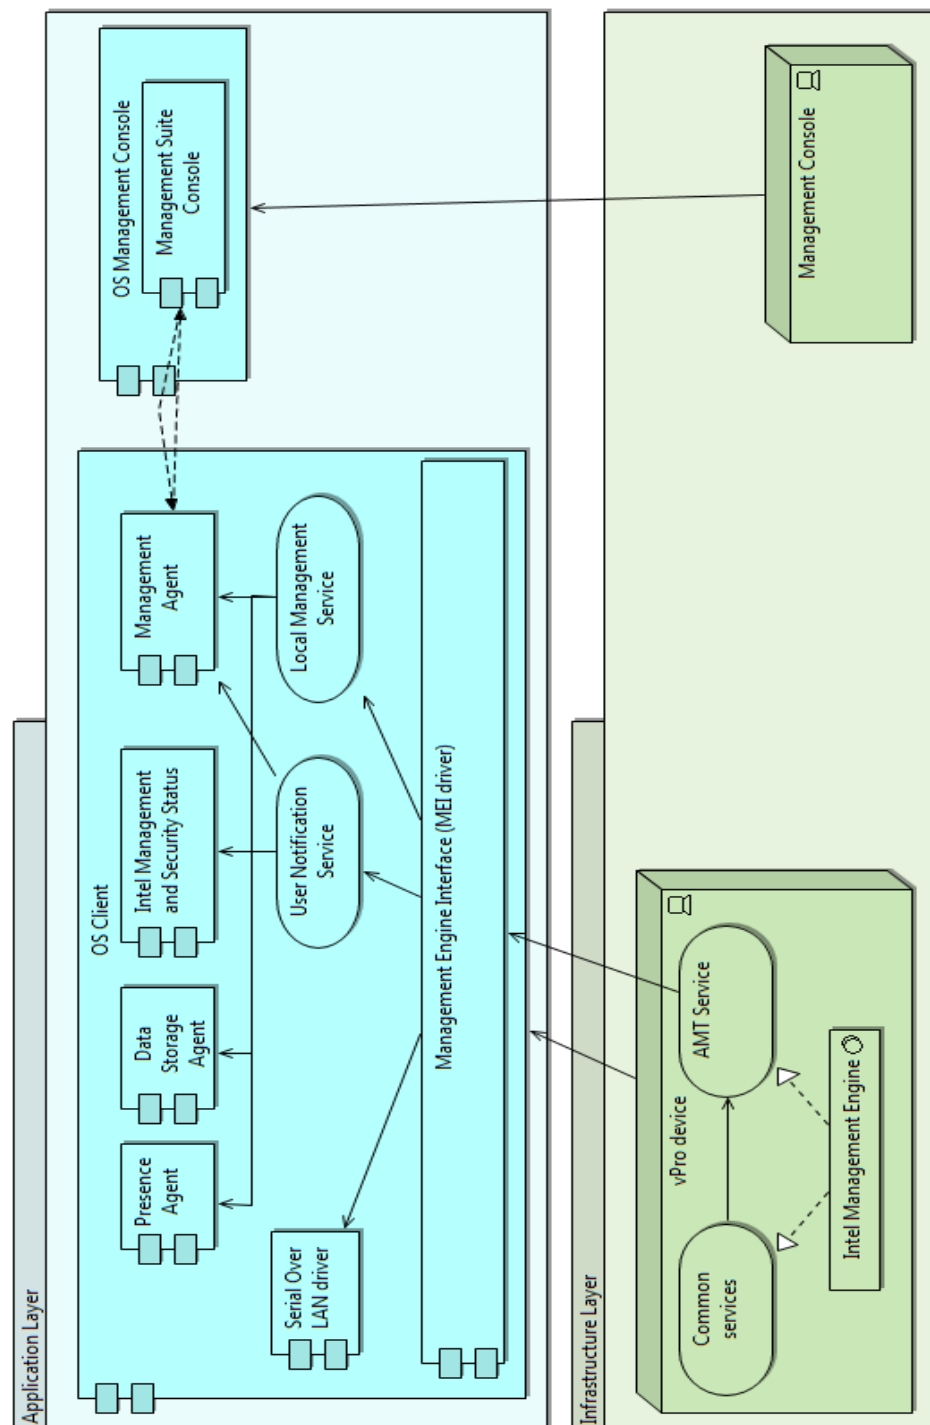 Application Layer
OS Client
Presence
Agent
Data
Storage
Agent
Intel Management
and Security Status
Management
Agent
OS Management Console
Management Suite
Console
Serial Over
LAN driver
User Notification
Service
Local Management
Service
Management Engine Interface (MEI driver)
Infrastructure Layer
vPro device
Common
services
AMT Service
Intel Management Engine
Management Console